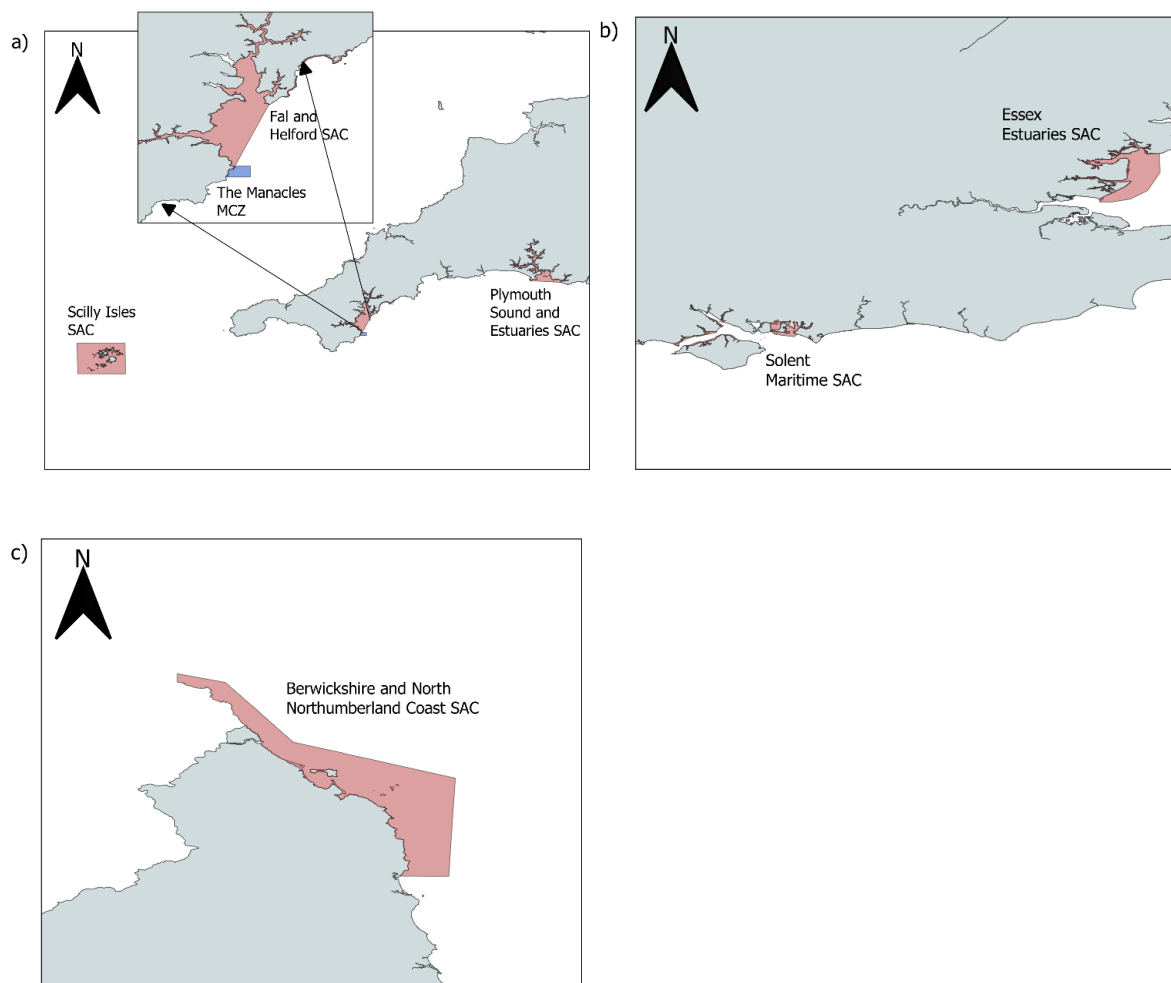 a)
N
Fal and
Helford SAC
The Manacles
MCZ
Scilly Isles
SAC
Plymouth
Sound and
Estuaries SAC
b)
N
Essex
Estuaries SAC
Solent
Maritime SAC
c)
N
Berwickshire and North
Northumberland Coast SAC